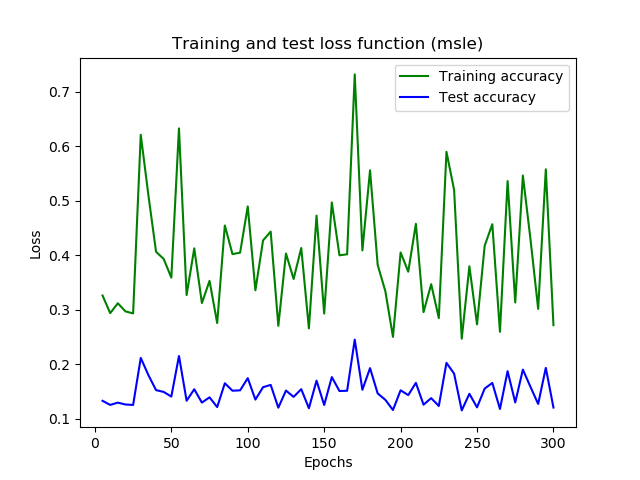 Training and test loss function (msle)
Training accuracy
Test accuracy
0.7
0.6
0.5
0.4
0.3
0.2
0.1
Loss
0 50 100 150 200 250 300
Epochs